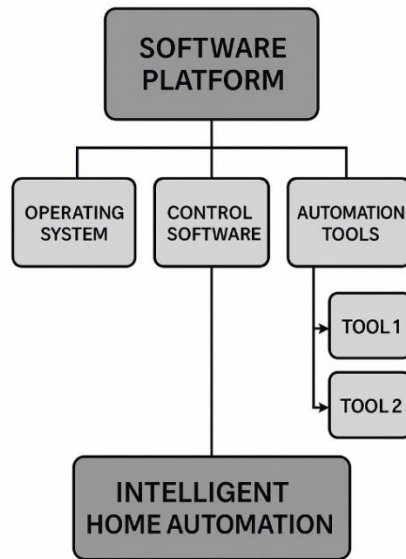 SOFTWARE
PLATFORM
OPERATING
SYSTEM
CONTROL
SOFTWARE
AUTOMATION
TOOLS
TOOL 1
TOOL 2
INTELLIGENT
HOME AUTOMATION